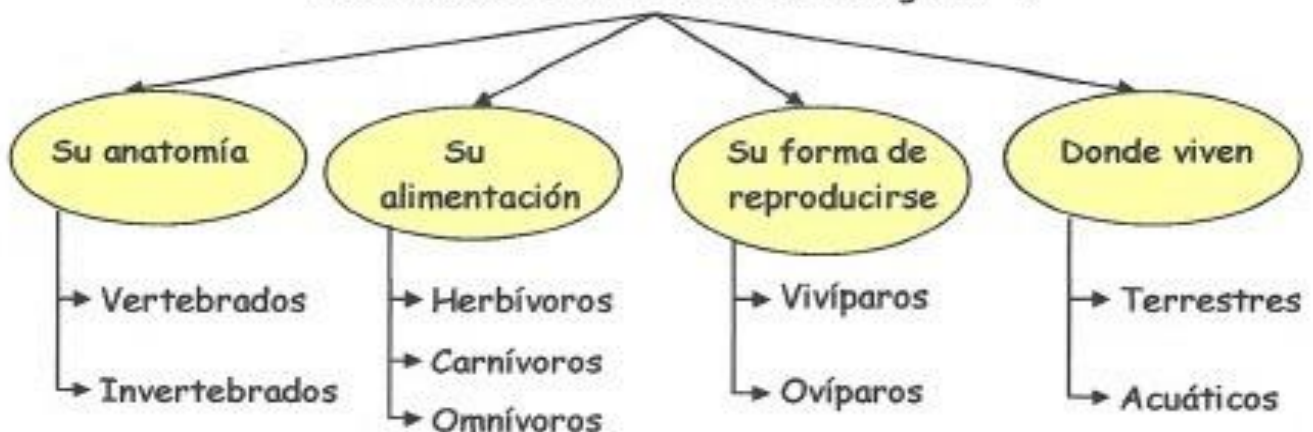 Su anatomía
Vertebrados
Invertebrados
Su
alimentación
Herbívoros
Carnívoros
Omnívoros
Su forma de
reproducirse
Vivíparos
Ovíparos
Donde viven
Terrestres
Acuáticos